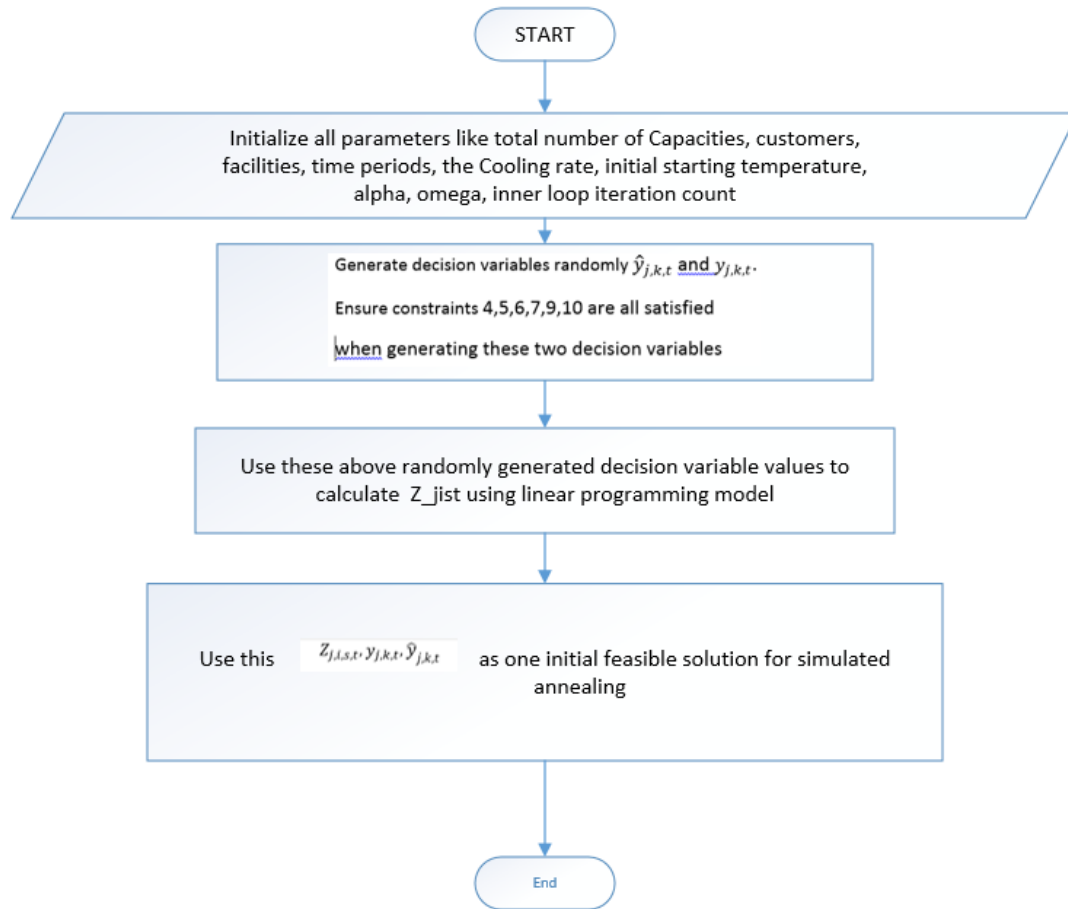 START
Initialize all parameters like total number of Capacities, customers,
facilities, time periods, the Cooling rate, initial starting temperature,
alpha, omega, inner loop iteration count
Generate decision variables randomly ŷ_{j,k,t} and y_{j,k,t}.
Ensure constraints 4,5,6,7,9,10 are all satisfied
when generating these two decision variables
Use these above randomly generated decision variable values to
calculate Z_jist using linear programming model
Use this Z_{j,i,s,t}, y_{j,k,t}, ŷ_{j,k,t} as one initial feasible solution for simulated
annealing
End